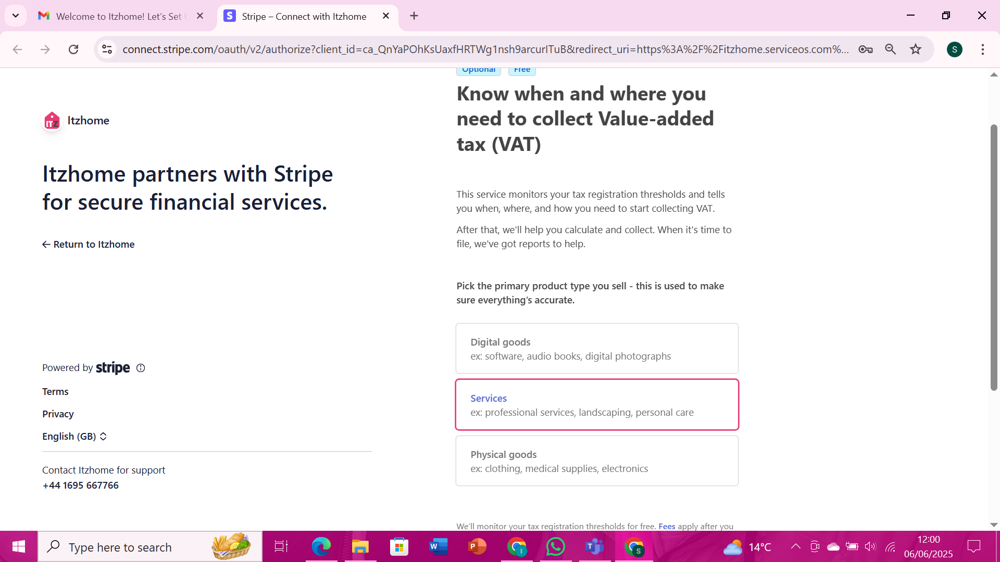 Welcome to Itzhome! Let's Set
Stripe – Connect with Itzhome
connect.stripe.com/oauth/v2/authorize?client_id=ca_QnYaPOhKsUaxfHRTWg1nsh9arcurITuB&redirect_uri=https%3A%2F%2Fitzhome.serviceos.com%...
S
Itzhome
Itzhome partners with Stripe
for secure financial services.
Return to Itzhome
Powered by stripe
Terms
Privacy
English (GB)
Contact Itzhome for support
+44 1695 667766
Optional Free
Know when and where you
need to collect Value-added
tax (VAT)
This service monitors your tax registration thresholds and tells
you when, where, and how you need to start collecting VAT.
After that, we'll help you calculate and collect. When it's time to
file, we've got reports to help.
Pick the primary product type you sell - this is used to make
sure everything’s accurate.
Digital goods
ex: software, audio books, digital photographs
Services
ex: professional services, landscaping, personal care
Physical goods
ex: clothing, medical supplies, electronics
We’ll monitor your tax registration thresholds for free. Fees apply after you
Type here to search
14°C
12:00
06/06/2025